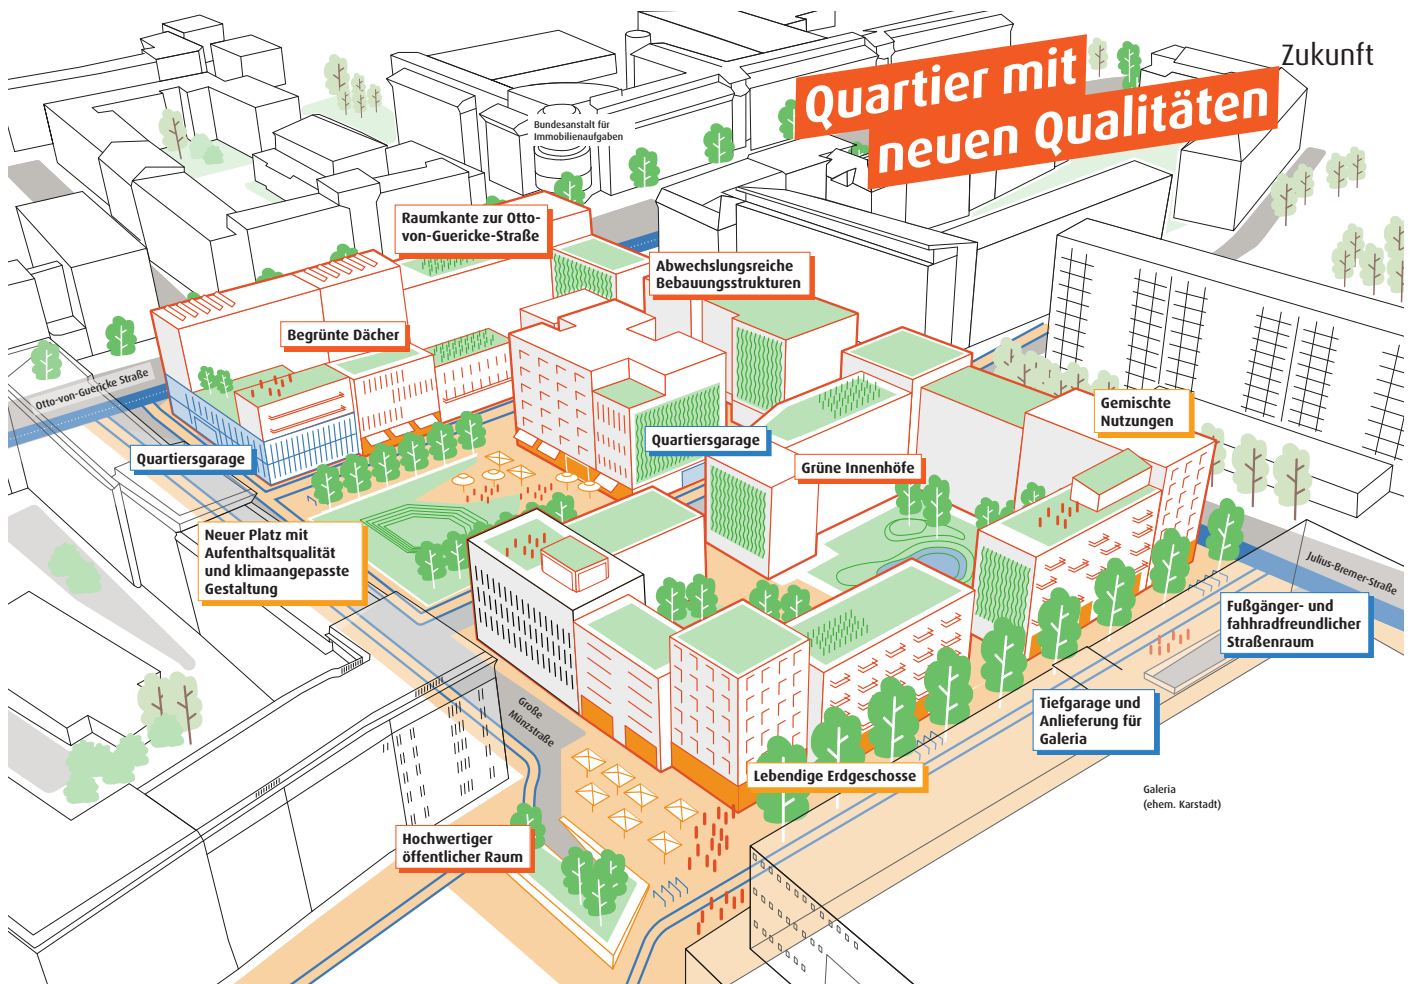 Zukunft
Quartier mit
neuen Qualitäten
Bundesanstalt für
Immobilienaufgaben
Raumkante zur Otto-
von-Guericke-Straße
Abwechslungsreiche
Bebauungsstrukturen
Begrünte Dächer
Otto-von-Guericke Straße
Gemischte
Nutzungen
Quartiersgarage
Quartiersgarage
Grüne Innenhöfe
Neuer Platz mit
Aufenthaltsqualität
und klimaangepasste
Gestaltung
Julius-Bremer-Straße
Fußgänger- und
fahhradfreundlicher
Straßenraum
Große
Münzstraße
Tiefgarage und
Anlieferung für
Galeria
Lebendige Erdgeschosse
Galeria
(ehem. Karstadt)
Hochwertiger
öffentlicher Raum